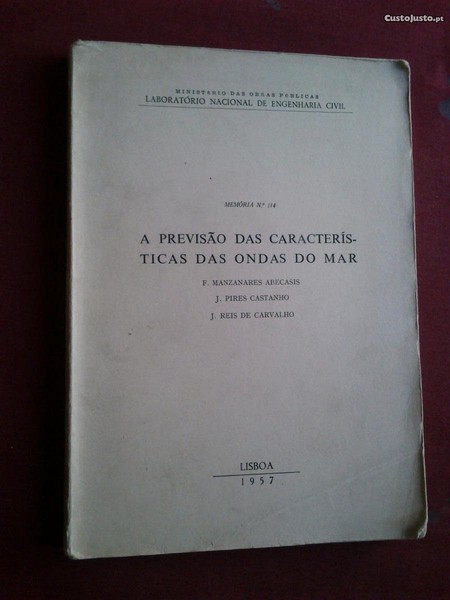 CustoJusto.pt
MINISTÉRIO DAS OBRAS PÚBLICAS
LABORATÓRIO NACIONAL DE ENGENHARIA CIVIL
MEMÓRIA N.º 114
A PREVISÃO DAS CARACTERÍS-
TICAS DAS ONDAS DO MAR
F. MANZANARES ABECASIS
J. PIRES CASTANHO
J. REIS DE CARVALHO
LISBOA
1957